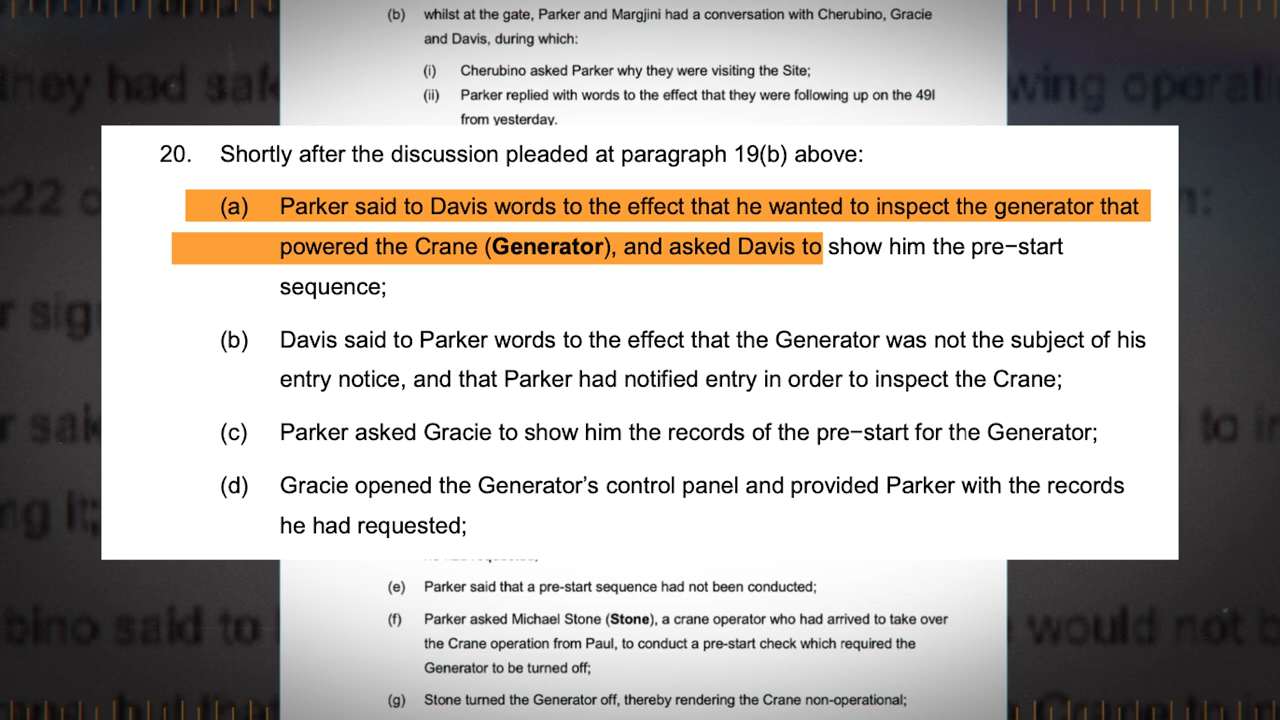 (b) whilst at the gate, Parker and Margjini had a conversation with Cherubino, Gracie
and Davis, during which:
(i) Cherubino asked Parker why they were visiting the Site;
(ii) Parker replied with words to the effect that they were following up on the 49I
from yesterday.
20. Shortly after the discussion pleaded at paragraph 19(b) above:
(a) Parker said to Davis words to the effect that he wanted to inspect the generator that
powered the Crane (Generator), and asked Davis to show him the pre-start
sequence;
(b) Davis said to Parker words to the effect that the Generator was not the subject of his
entry notice, and that Parker had notified entry in order to inspect the Crane;
(c) Parker asked Gracie to show him the records of the pre-start for the Generator;
(d) Gracie opened the Generator's control panel and provided Parker with the records
he had requested;
(e) Parker said that a pre-start sequence had not been conducted;
(f) Parker asked Michael Stone (Stone), a crane operator who had arrived to take over
the Crane operation from Paul, to conduct a pre-start check which required the
Generator to be turned off;
(g) Stone turned the Generator off, thereby rendering the Crane non-operational;
they had
:22
said to
would not